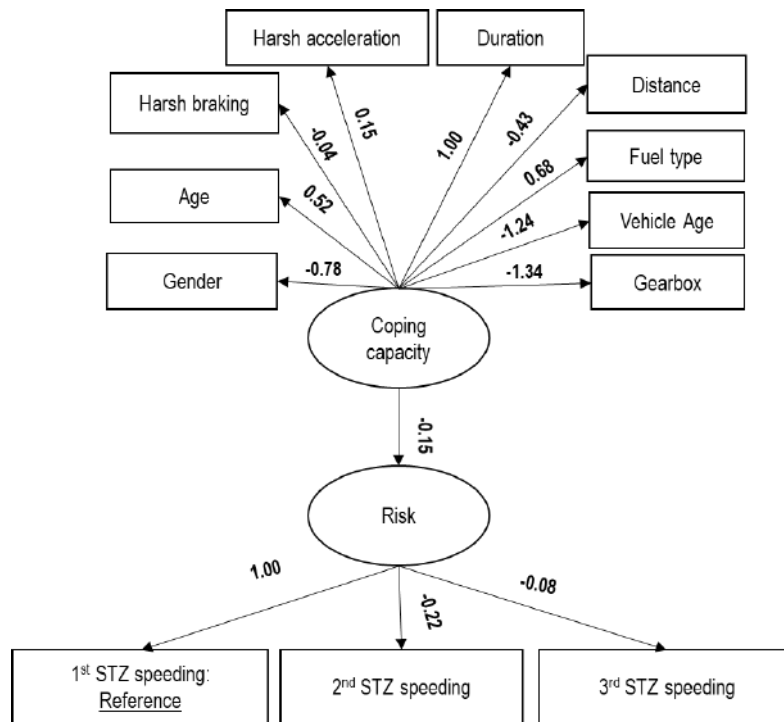 Harsh acceleration
Duration
Harsh braking
Distance
Age
Fuel type
Gender
Vehicle Age
Gearbox
-0.04
0.15
1.00
-0.43
0.68
0.52
-1.24
-0.78
-1.34
Coping
capacity
-0.15
Risk
1.00
-0.22
-0.08
1st STZ speeding:
Reference
2nd STZ speeding
3rd STZ speeding